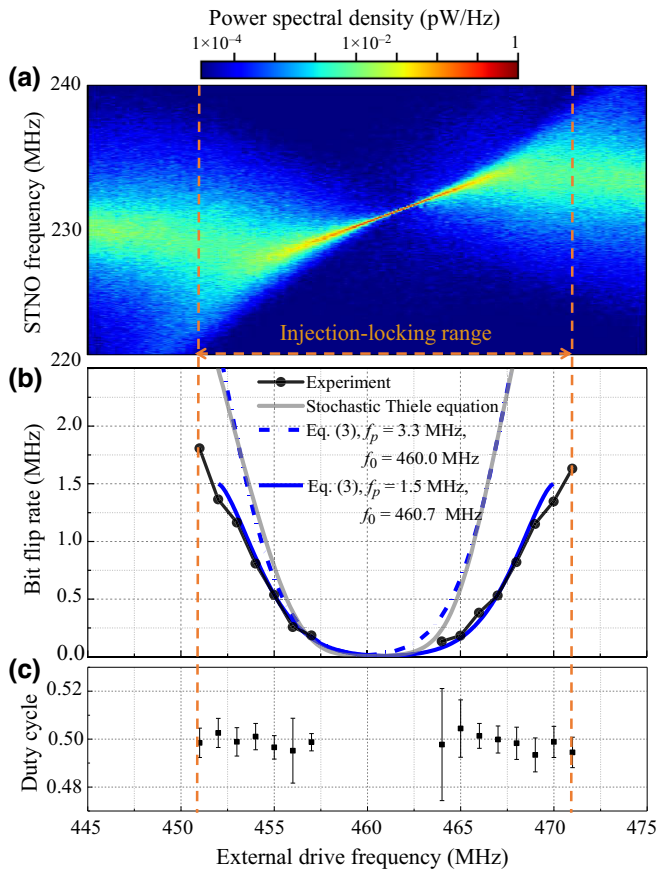 Power spectral density (pW/Hz)
1×10⁻⁴ 1×10⁻² 1
(a)
240
230
220
STNO frequency (MHz)
Injection-locking range
(b)
Experiment
Stochastic Thiele equation
Eq. (3), fₚ = 3.3 MHz,
f₀ = 460.0 MHz
Eq. (3), fₚ = 1.5 MHz,
f₀ = 460.7 MHz
2.0
1.5
1.0
0.5
0.0
Bit flip rate (MHz)
(c)
0.52
0.50
0.48
Duty cycle
445 450 455 460 465 470 475
External drive frequency (MHz)